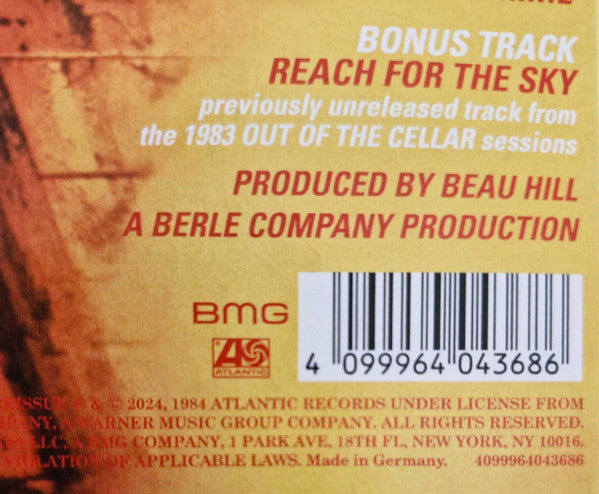 BONUS TRACK
REACH FOR THE SKY
previously unreleased track from
the 1983 OUT OF THE CELLAR sessions
PRODUCED BY BEAU HILL
A BERLE COMPANY PRODUCTION
BMG
ATLANTIC
4 099964 043686
& © 2024, 1984 ATLANTIC RECORDS UNDER LICENSE FROM
WARNER MUSIC GROUP COMPANY. ALL RIGHTS RESERVED.
LLC, A BMG COMPANY, 1 PARK AVE, 18TH FL, NEW YORK, NY 10016.
VIOLATION OF APPLICABLE LAWS. Made in Germany. 4099964043686